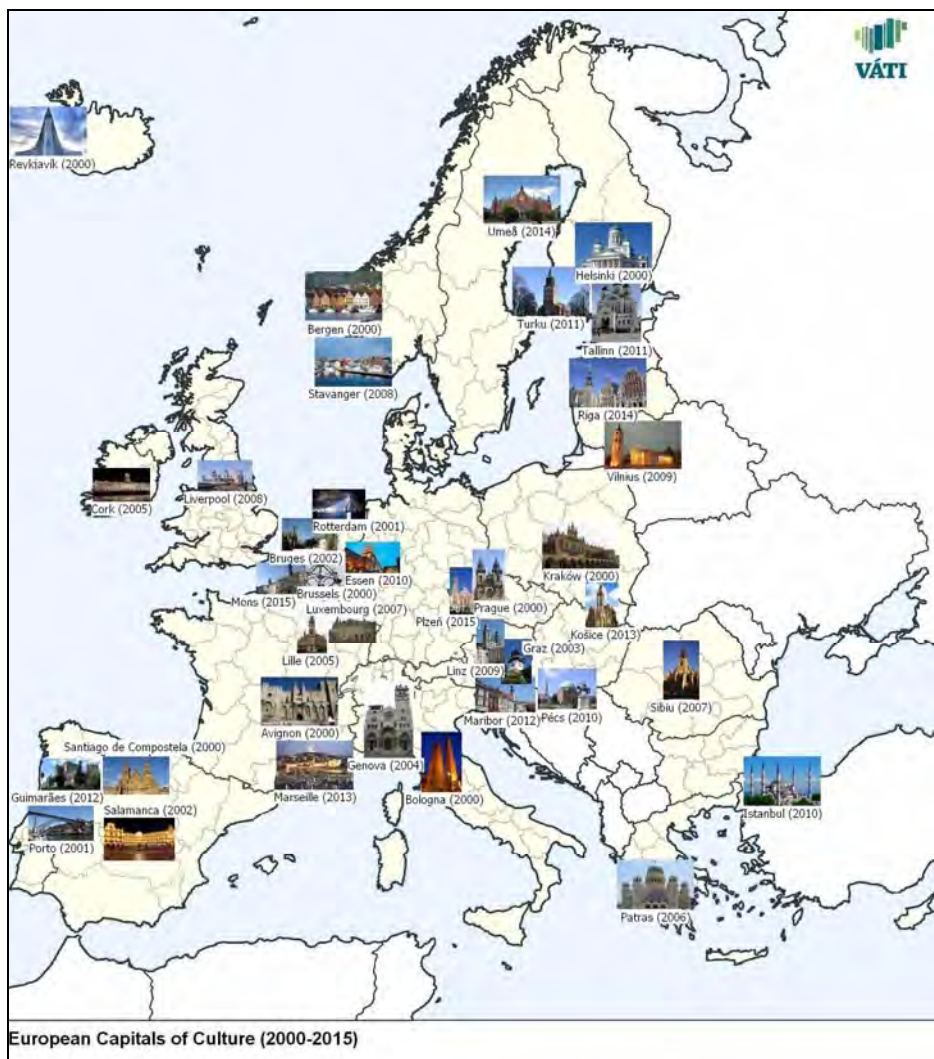 VÁTI
Reykjavík (2000)
Umeß (2014)
Helsinki (2000)
Bergen (2000)
Turku (2011)
Tallinn (2011)
Stavanger (2008)
Riga (2014)
Vilnius (2009)
Cork (2005)
Liverpool (2008)
Rotterdam (2001)
Bruges (2002)
Essen (2010)
Kraków (2000)
Mons (2015)
Brussels (2000)
Luxembourg (2007)
Plzeň (2015)
Prague (2000)
Košice (2013)
Lille (2005)
Graz (2003)
Linz (2009)
Sibiu (2007)
Maribor (2012)
Pécs (2010)
Avignon (2000)
Santiago de Compostela (2000)
Genova (2004)
Guimarães (2012)
Marseille (2013)
Bologna (2000)
Salamanca (2002)
Istanbul (2010)
Porto (2001)
Patras (2006)
European Capitals of Culture (2000-2015)